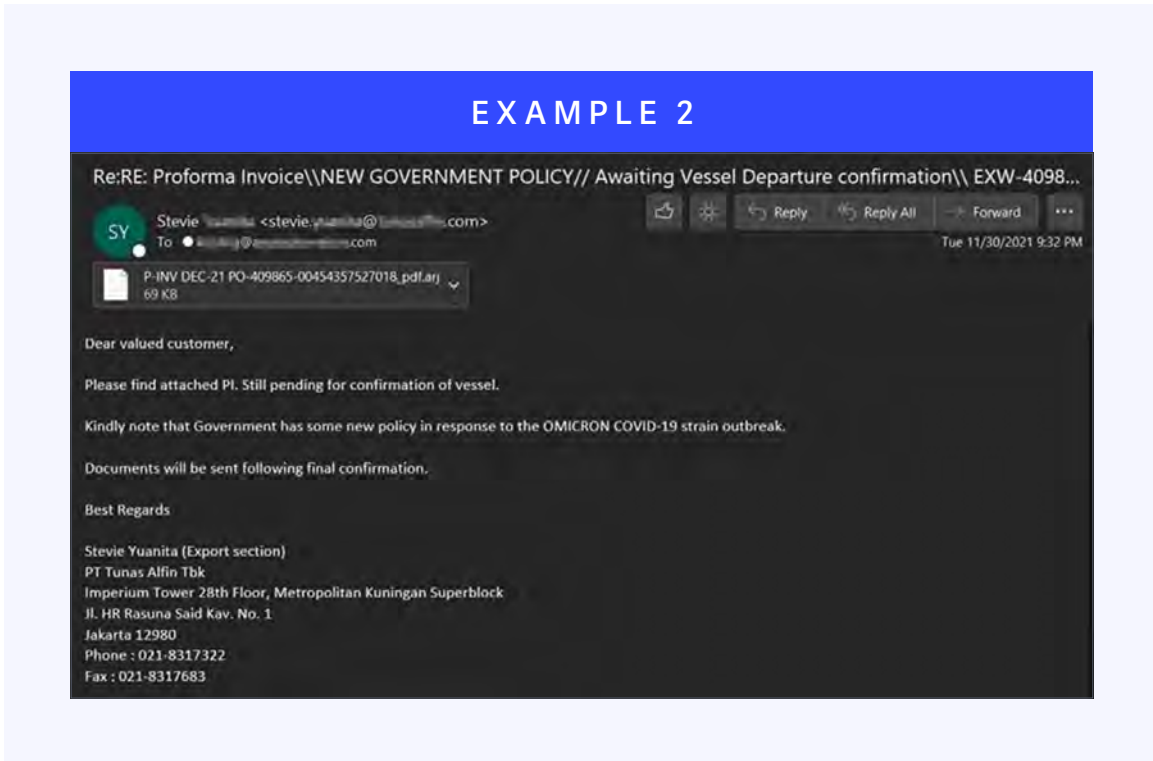 EXAMPLE 2
Re:RE: Proforma Invoice\\NEW GOVERNMENT POLICY// Awaiting Vessel Departure confirmation\\ EXW-4098...
SY
Stevie <stevie. @ .com>
Reply
Reply All
Forward
...
To @ .com
Tue 11/30/2021 9:32 PM
P-INV DEC-21 PO-409865-00454357527018_pdf.arj
69 KB
Dear valued customer,
Please find attached PI. Still pending for confirmation of vessel.
Kindly note that Government has some new policy in response to the OMICRON COVID-19 strain outbreak.
Documents will be sent following final confirmation.
Best Regards
Stevie Yuanita (Export section)
PT Tunas Alfin Tbk
Imperium Tower 28th Floor, Metropolitan Kuningan Superblock
Jl. HR Rasuna Said Kav. No. 1
Jakarta 12980
Phone : 021-8317322
Fax : 021-8317683